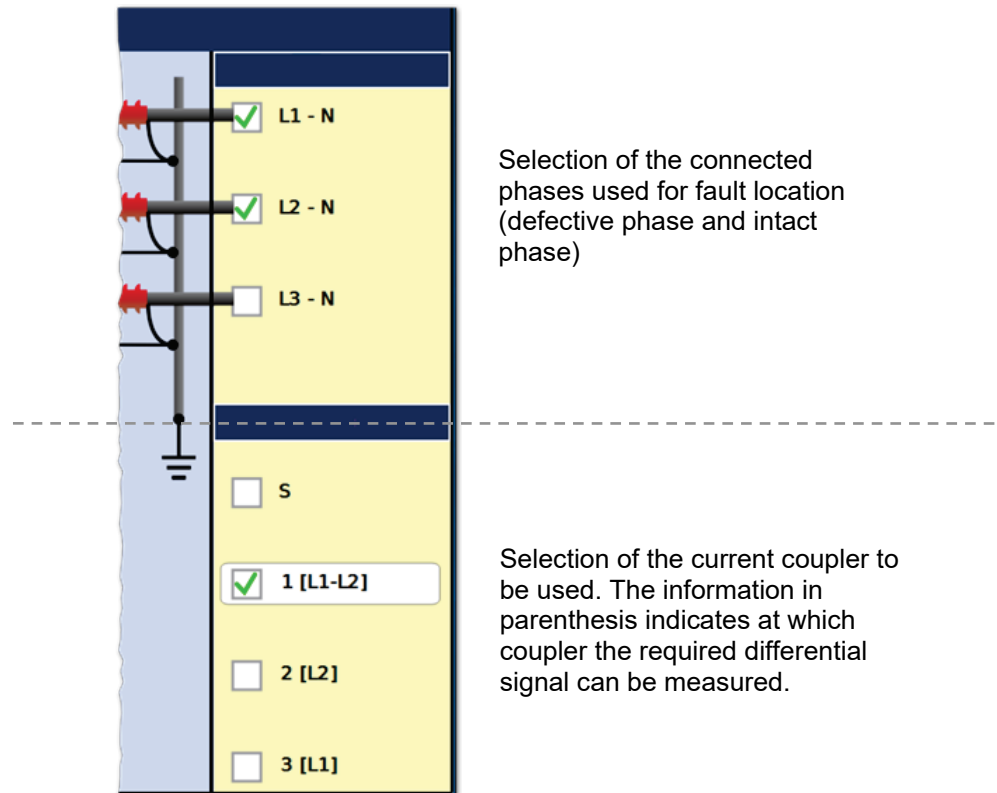 L1 - N
L2 - N
L3 - N
Selection of the connected
phases used for fault location
(defective phase and intact
phase)
S
1 [L1-L2]
2 [L2]
3 [L1]
Selection of the current coupler to
be used. The information in
parenthesis indicates at which
coupler the required differential
signal can be measured.